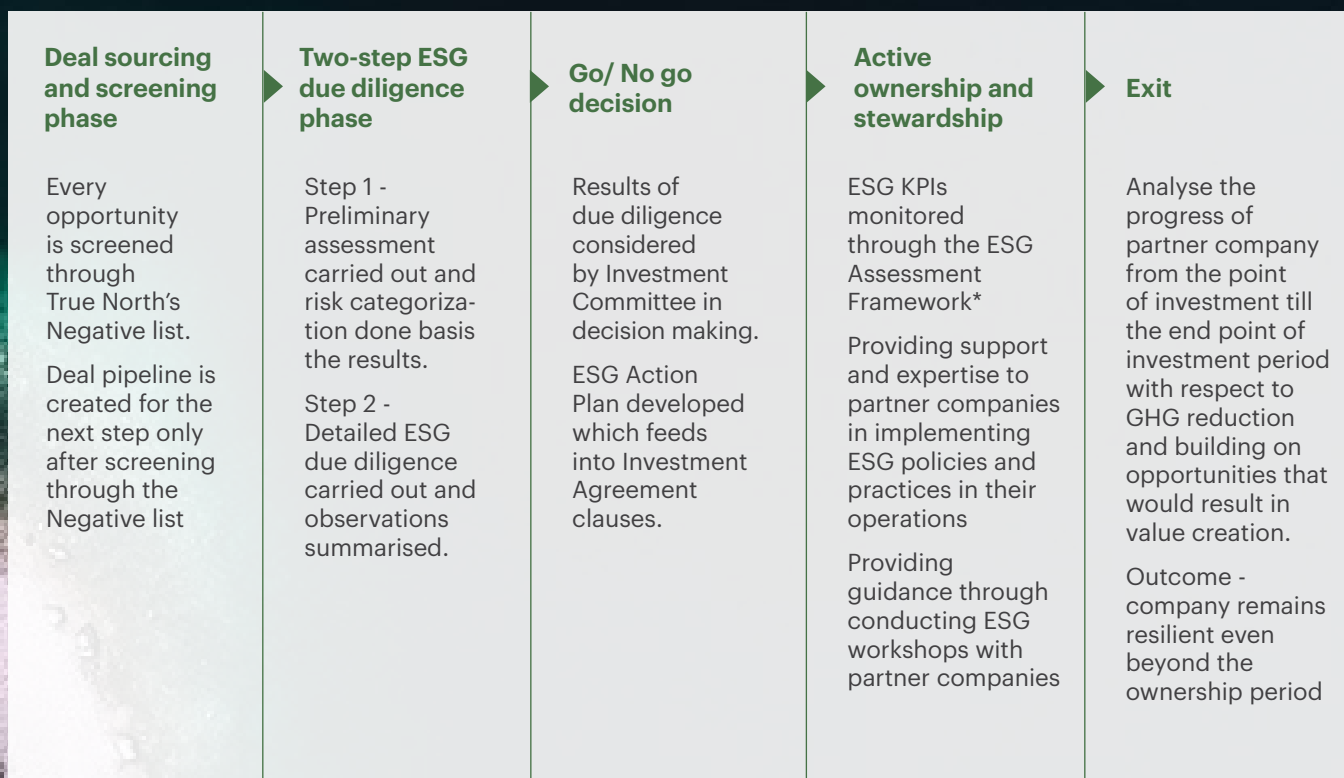 Deal sourcing
and screening
phase
Every
opportunity
is screened
through
True North's
Negative list.
Deal pipeline is
created for the
next step only
after screening
through the
Negative list
Two-step ESG
due diligence
phase
Step 1 -
Preliminary
assessment
carried out and
risk categoriza-
tion done basis
the results.
Step 2 -
Detailed ESG
due diligence
carried out and
observations
summarised.
Go/ No go
decision
Results of
due diligence
considered
by Investment
Committee in
decision making.
ESG Action
Plan developed
which feeds
into Investment
Agreement
clauses.
Active
ownership and
stewardship
ESG KPIs
monitored
through the ESG
Assessment
Framework*
Providing support
and expertise to
partner companies
in implementing
ESG policies and
practices in their
operations
Providing
guidance through
conducting ESG
workshops with
partner companies
Exit
Analyse the
progress of
partner company
from the point
of investment till
the end point of
investment period
with respect to
GHG reduction
and building on
opportunities that
would result in
value creation.
Outcome -
company remains
resilient even
beyond the
ownership period